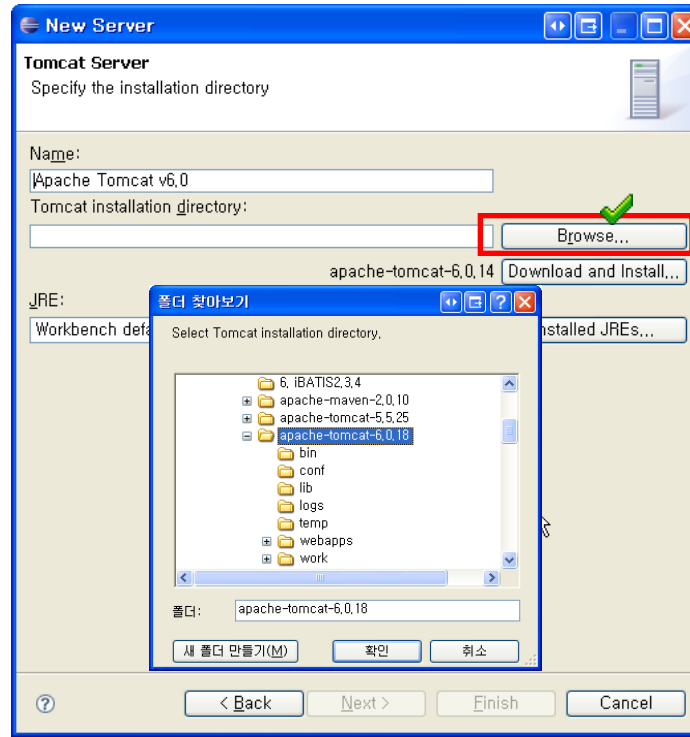 New Server
Tomcat Server
Specify the installation directory
Name:
Apache Tomcat v6.0
Tomcat installation directory:
Browse...
apache-tomcat-6.0.14 Download and Install...
JRE:
Workbench defa
nstalled JREs...
폴더 찾아보기
Select Tomcat installation directory.
6. iBATIS2.3.4
apache-maven-2.0.10
apache-tomcat-5.5.25
apache-tomcat-6.0.18
bin
conf
lib
logs
temp
webapps
work
폴더: apache-tomcat-6.0.18
새 폴더 만들기(M) 확인 취소
< Back Next > Finish Cancel